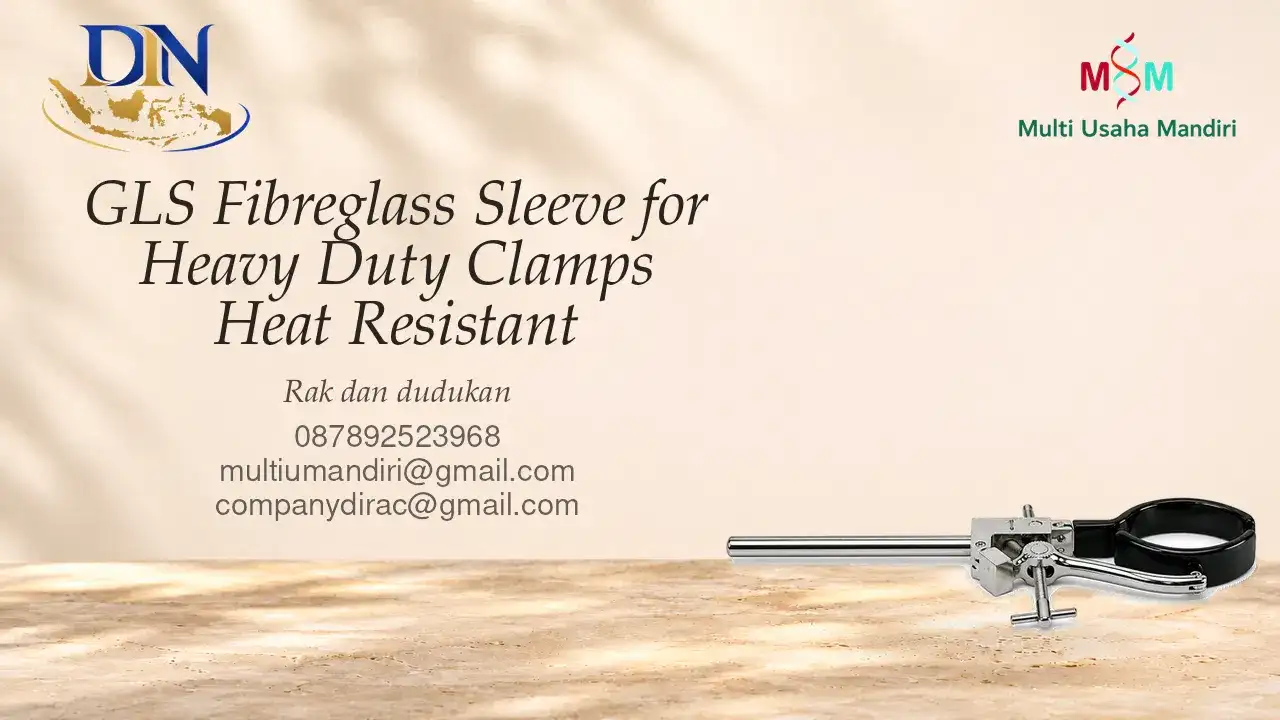 DIN
MSM
Multi Usaha Mandiri
GLS Fibreglass Sleeve for
Heavy Duty Clamps
Heat Resistant
Rak dan dudukan
087892523968
multiumandiri@gmail.com
companydirac@gmail.com